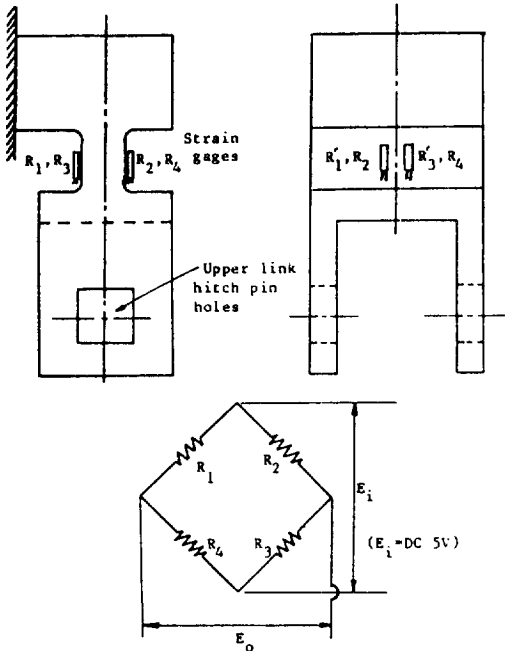 Strain
gages
R1, R3
R2, R4
R'1, R2
R'3, R4
Upper link
hitch pin
holes
R1
R2
Ei
R4
R3
(Ei=DC 5V)
Eo